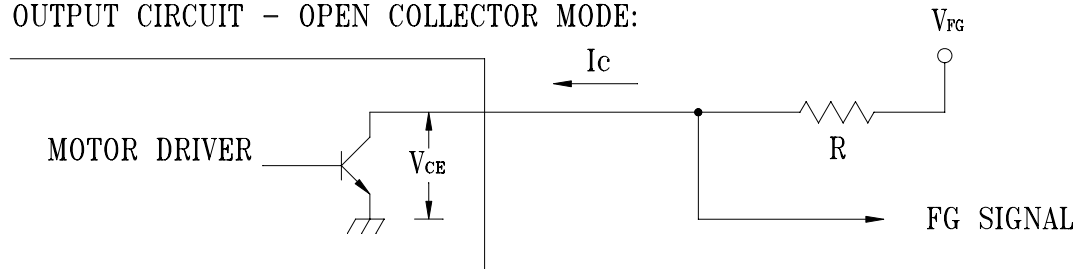 OUTPUT CIRCUIT - OPEN COLLECTOR MODE:
VFG
Ic
MOTOR DRIVER
VCE
R
FG SIGNAL